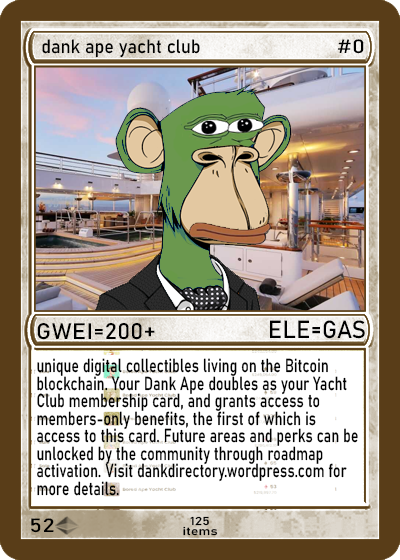 dank ape yacht club #0
GWEI=200+ ELE=GAS
unique digital collectibles living on the Bitcoin
blockchain. Your Dank Ape doubles as your Yacht
Club membership card, and grants access to
members-only benefits, the first of which is
access to this card. Future areas and perks can be
unlocked by the community through roadmap
activation. Visit dankdirectory.wordpress.com for
more details.
52
125
items